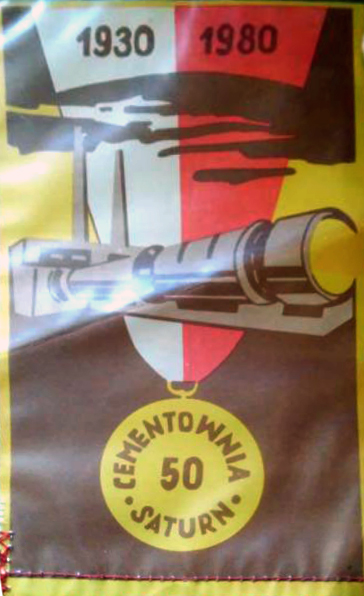 1930 1980
CEMENTOWNIA
50
• SATURN •